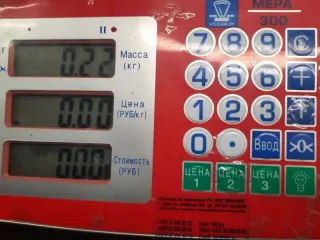 МЕРА
300
0.22
Масса
(кг)
7 8 9 C
4 5 6
0.00
Цена
(РУБ/кг)
1 2 3
0 • ВВОД >0<
0.00
Стоимость
(РУБ)
ЦЕНА 1
ЦЕНА 2
ЦЕНА 3